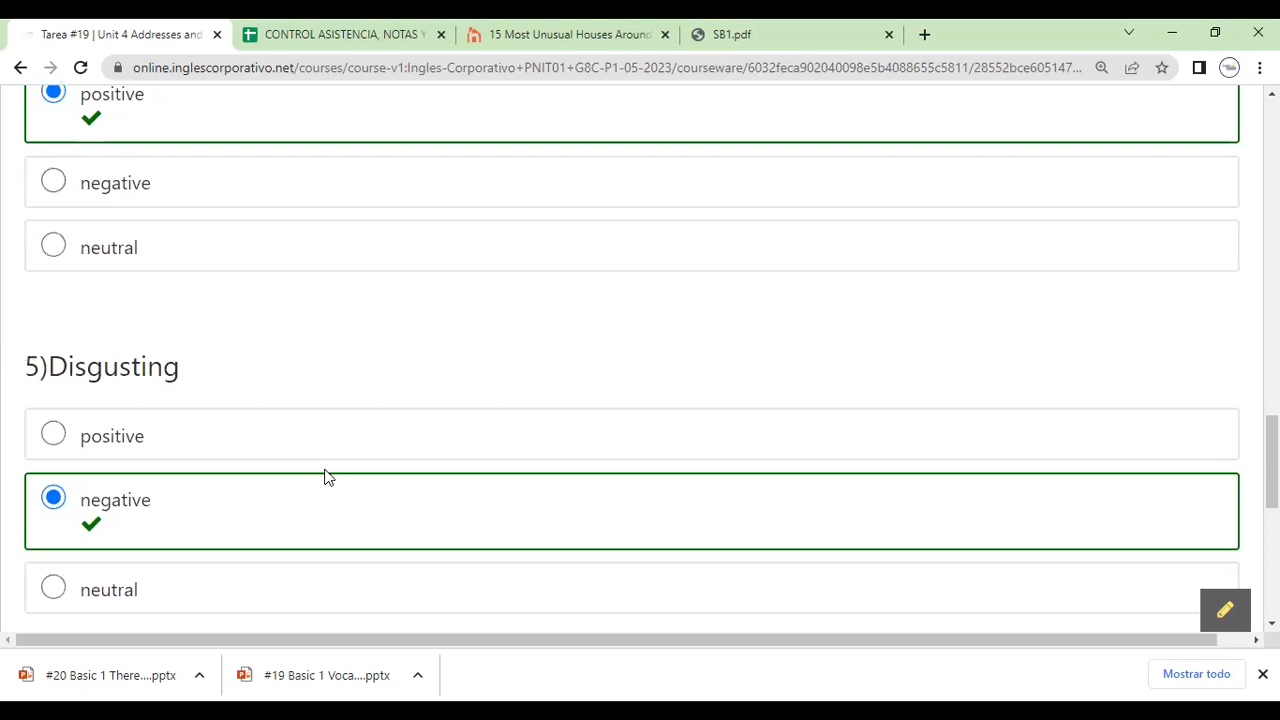 Tarea #19 | Unit 4 Addresses and
CONTROL ASISTENCIA, NOTAS Y
15 Most Unusual Houses Around
SB1.pdf
online.inglescorporativo.net/courses/course-v1:Ingles-Corporativo+PNIT01+G8C-P1-05-2023/courseware/6032feca902040098e5b4088655c5811/28552bce605147...
positive
negative
neutral
5)Disgusting
positive
negative
neutral
#20 Basic 1 There....pptx
#19 Basic 1 Voca....pptx
Mostrar todo